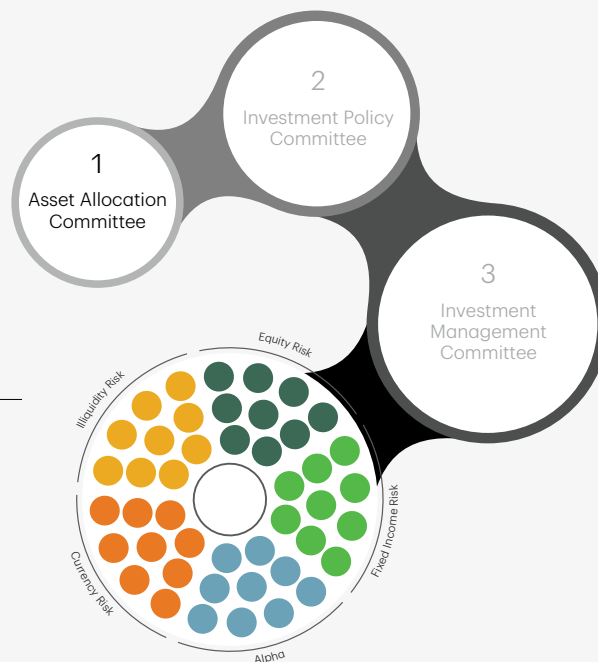 2
Investment Policy
Committee
1
Asset Allocation
Committee
3
Investment
Management
Committee
Equity Risk
Illiquidity Risk
Fixed Income Risk
Currency Risk
Alpha